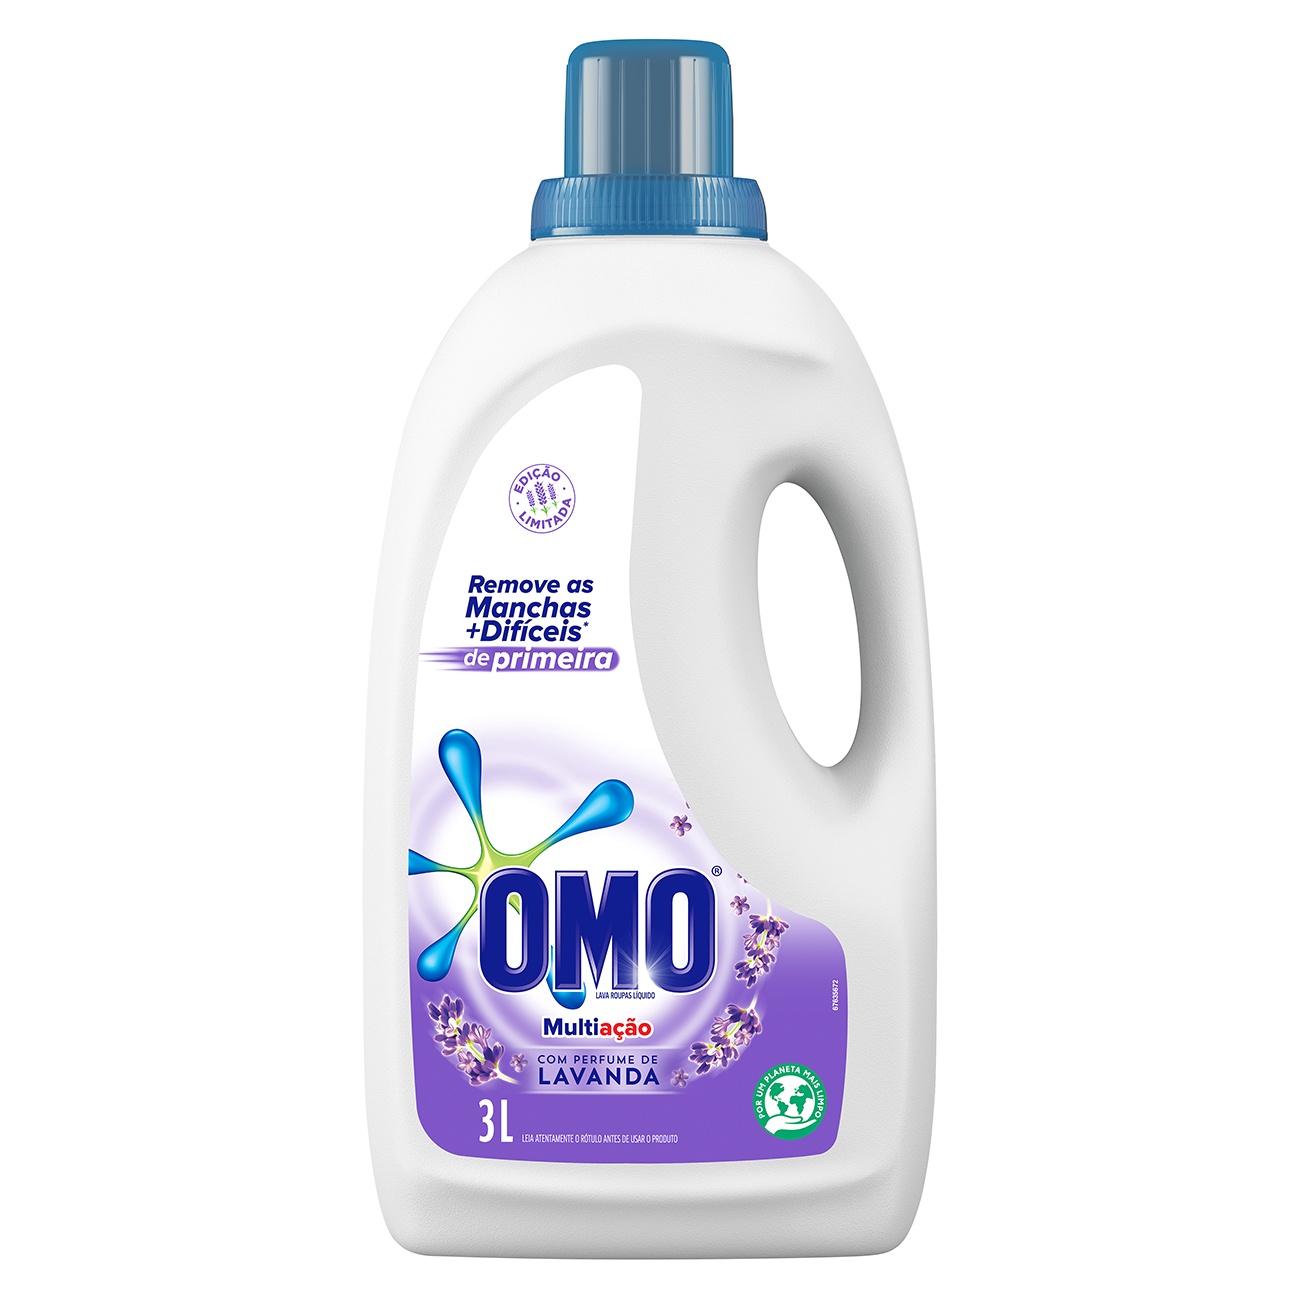 EDIÇÃO
LIMITADA
Remove as
Manchas
+Difíceis*
de primeira
OMO®
LAVA ROUPAS LÍQUIDO
Multiação
COM PERFUME DE
LAVANDA
3L
LEIA ATENTAMENTE O RÓTULO ANTES DE USAR O PRODUTO
POR UM PLANETA MAIS LIMPO
67635672